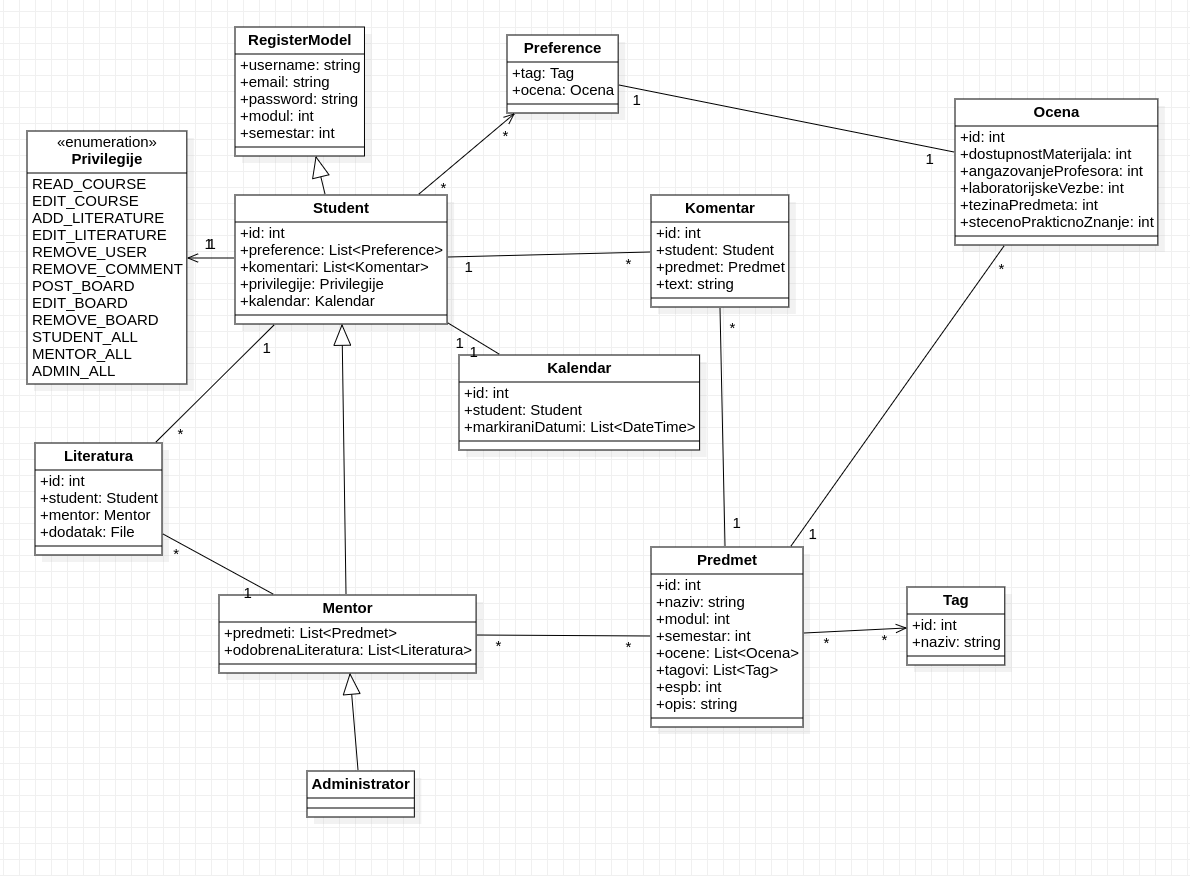 RegisterModel
+username: string
+email: string
+password: string
+modul: int
+semestar: int
Preference
+tag: Tag
+ocena: Ocena
1
1
*
*
Ocena
+id: int
+dostupnostMaterijala: int
+angazovanjeProfesora: int
+laboratorijskeVezbe: int
+tezinaPredmeta: int
+stecenoPrakticnoZnanje: int
*
«enumeration»
Privilegije
READ_COURSE
EDIT_COURSE
ADD_LITERATURE
EDIT_LITERATURE
REMOVE_USER
REMOVE_COMMENT
POST_BOARD
EDIT_BOARD
REMOVE_BOARD
STUDENT_ALL
MENTOR_ALL
ADMIN_ALL
1
1
Student
+id: int
+preference: List<Preference>
+komentari: List<Komentar>
+privilegije: Privilegije
+kalendar: Kalendar
1
*
Komentar
+id: int
+student: Student
+predmet: Predmet
+text: string
*
1
1
1
Kalendar
+id: int
+student: Student
+markiraniDatumi: List<DateTime>
*
Literatura
+id: int
+student: Student
+mentor: Mentor
+dodatak: File
*
1
Mentor
+predmeti: List<Predmet>
+odobrenaLiteratura: List<Literatura>
*
*
1
1
Predmet
+id: int
+naziv: string
+modul: int
+semestar: int
+ocene: List<Ocena>
+tagovi: List<Tag>
+espb: int
+opis: string
*
*
Tag
+id: int
+naziv: string
Administrator